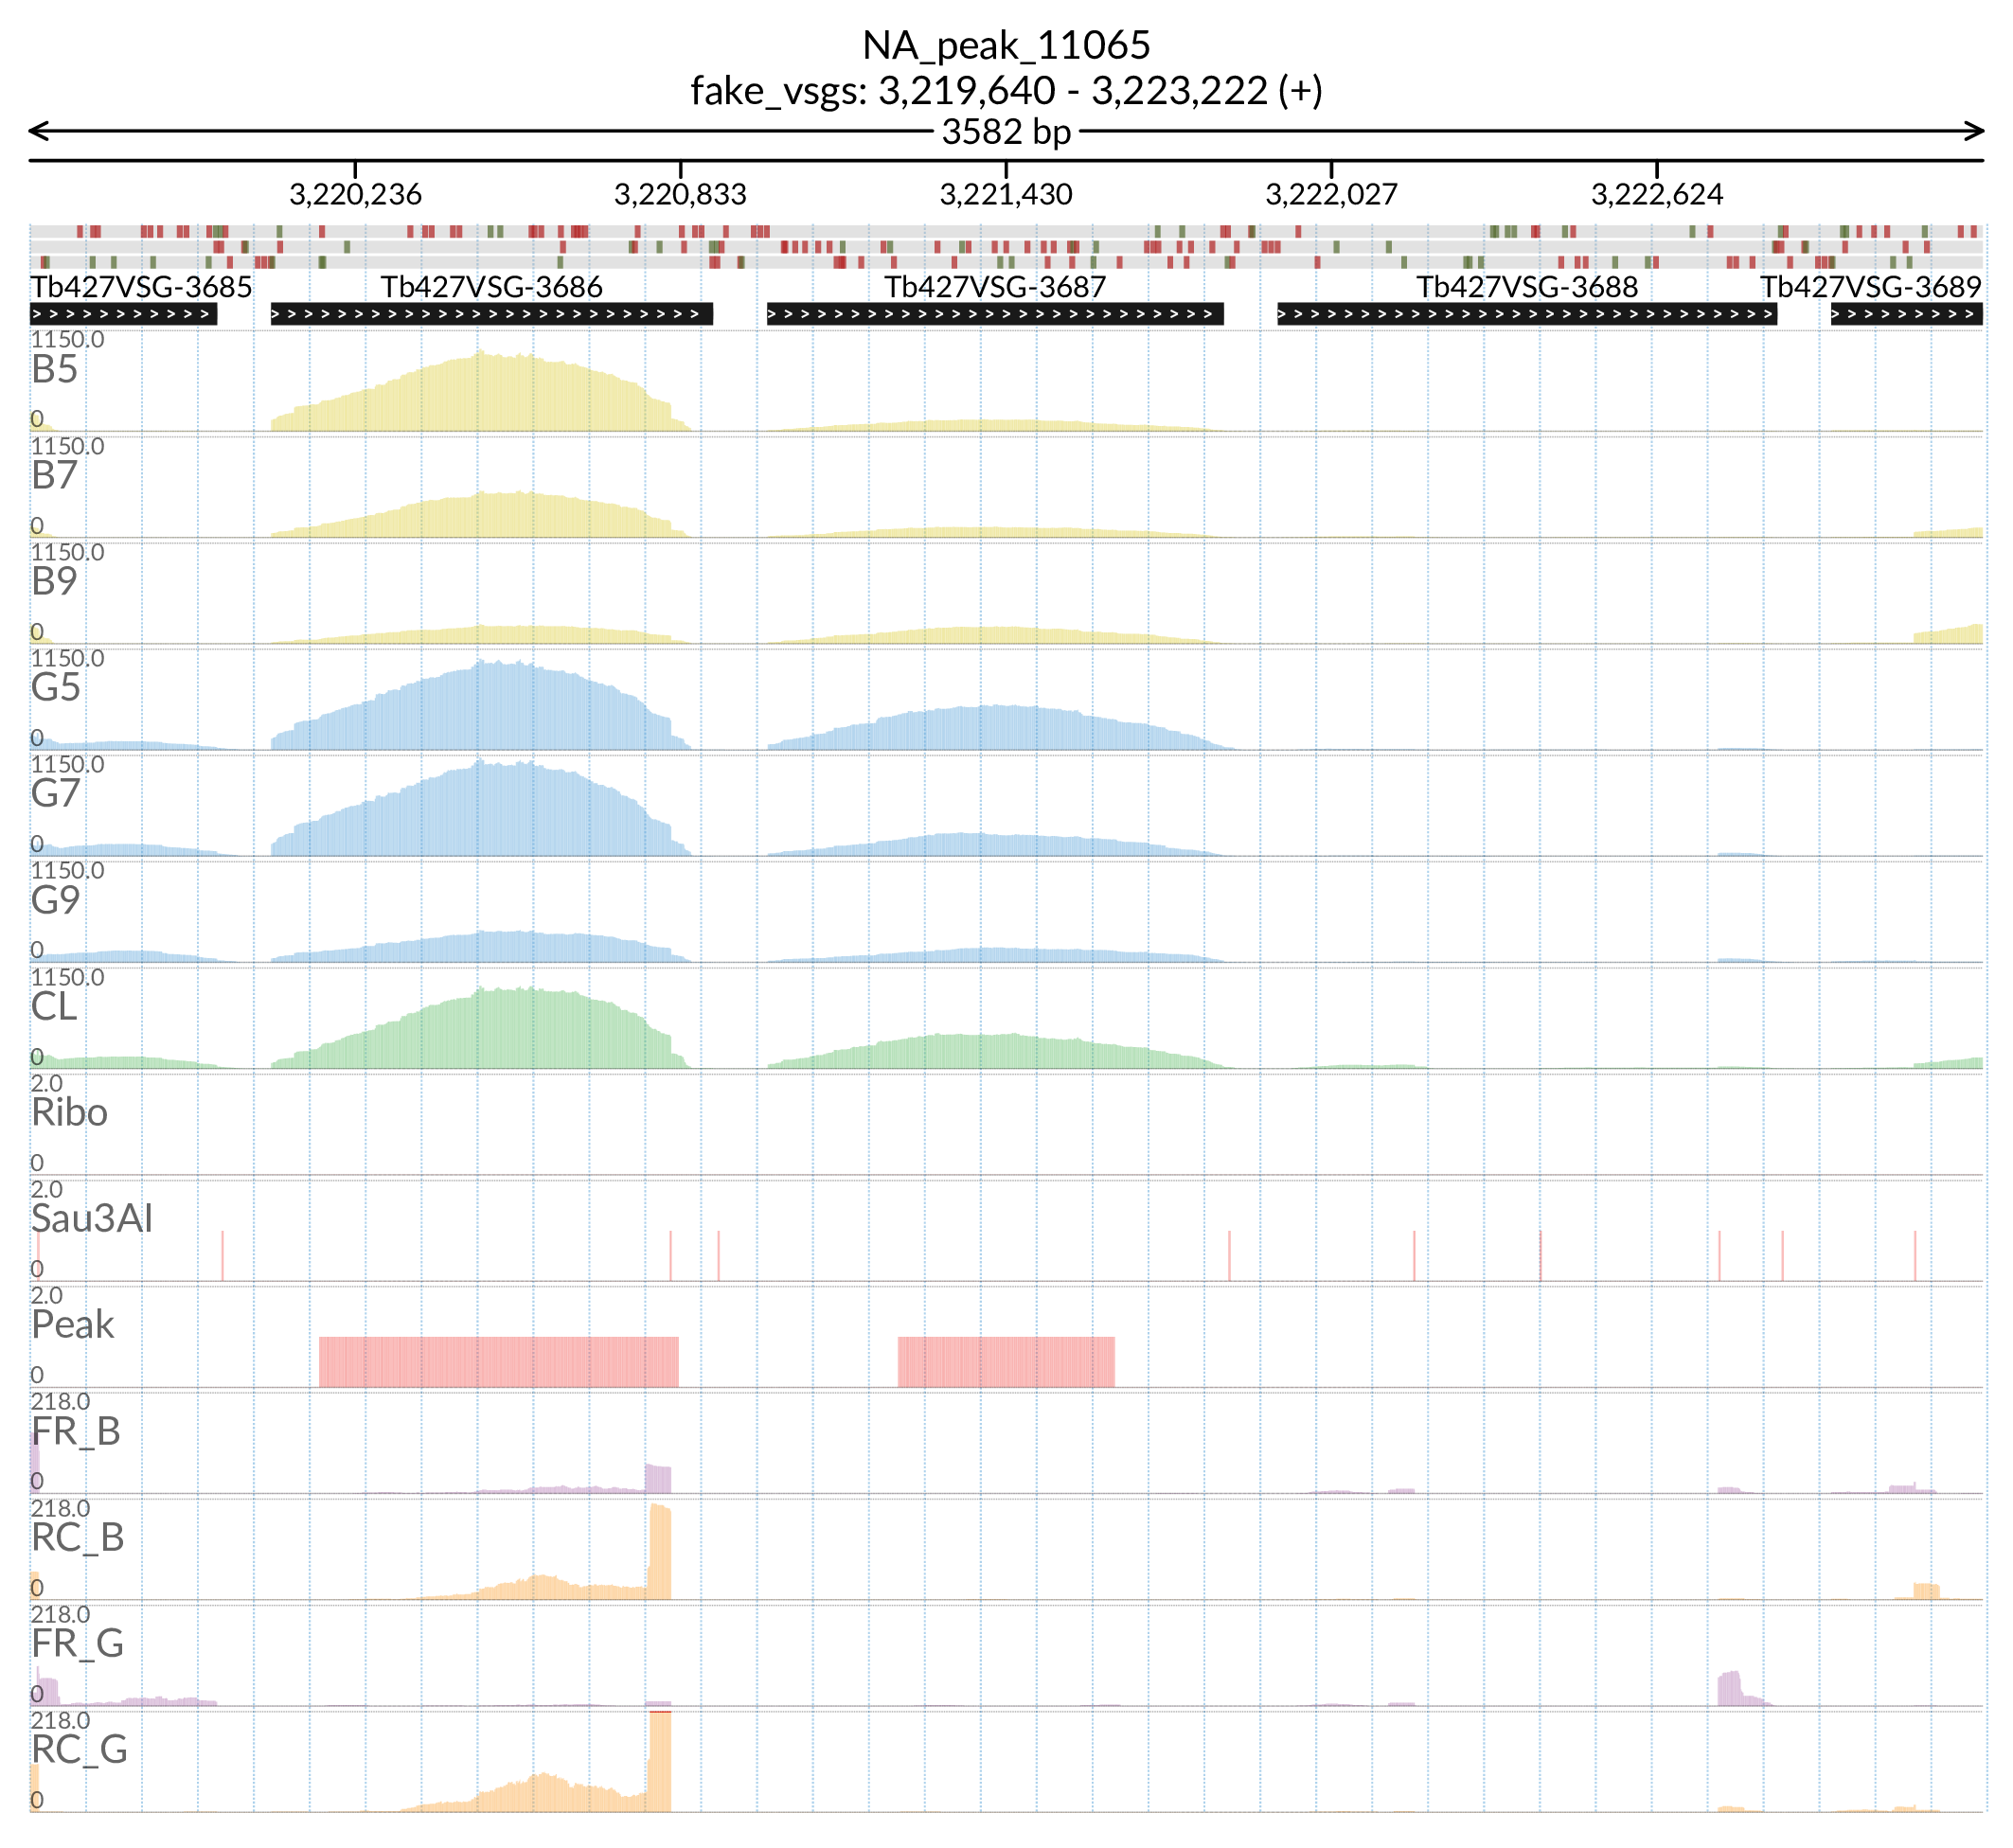 NA_peak_11065
fake_vsgs: 3,219,640 - 3,223,222 (+)
3582 bp
3,220,236 3,220,833 3,221,430 3,222,027 3,222,624
Tb427VSG-3685 Tb427VSG-3686 Tb427VSG-3687 Tb427VSG-3688 Tb427VSG-3689
1150.0
B5
0
1150.0
B7
0
1150.0
B9
0
1150.0
G5
0
1150.0
G7
0
1150.0
G9
0
1150.0
CL
0
2.0
Ribo
0
2.0
Sau3AI
0
2.0
Peak
0
218.0
FR_B
0
218.0
RC_B
0
218.0
FR_G
0
218.0
RC_G
0